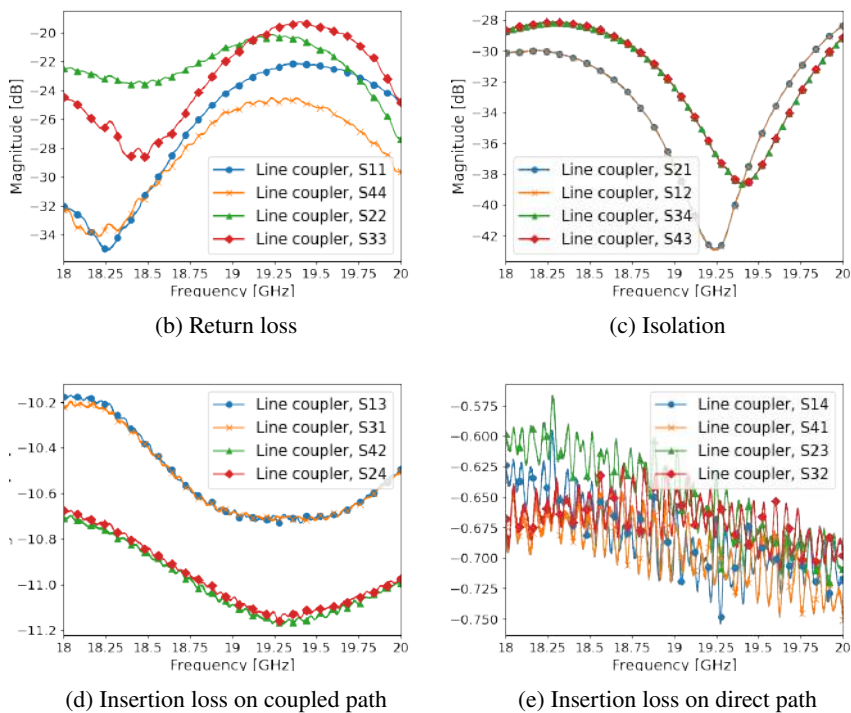 −20
−22
−24
−26
−28
−30
−32
−34
Magnitude [dB]
Line coupler, S11
Line coupler, S44
Line coupler, S22
Line coupler, S33
18 18.25 18.5 18.75 19 19.25 19.5 19.75 20
Frequency [GHz]
(b) Return loss
−28
−30
−32
−34
−36
−38
−40
−42
Magnitude [dB]
Line coupler, S21
Line coupler, S12
Line coupler, S34
Line coupler, S43
18 18.25 18.5 18.75 19 19.25 19.5 19.75 20
Frequency [GHz]
(c) Isolation
−10.2
−10.4
−10.6
−10.8
−11.0
−11.2
Line coupler, S13
Line coupler, S31
Line coupler, S42
Line coupler, S24
18 18.25 18.5 18.75 19 19.25 19.5 19.75 20
Frequency [GHz]
(d) Insertion loss on coupled path
−0.575
−0.600
−0.625
−0.650
−0.675
−0.700
−0.725
−0.750
Line coupler, S14
Line coupler, S41
Line coupler, S23
Line coupler, S32
18 18.25 18.5 18.75 19 19.25 19.5 19.75 20
Frequency [GHz]
(e) Insertion loss on direct path